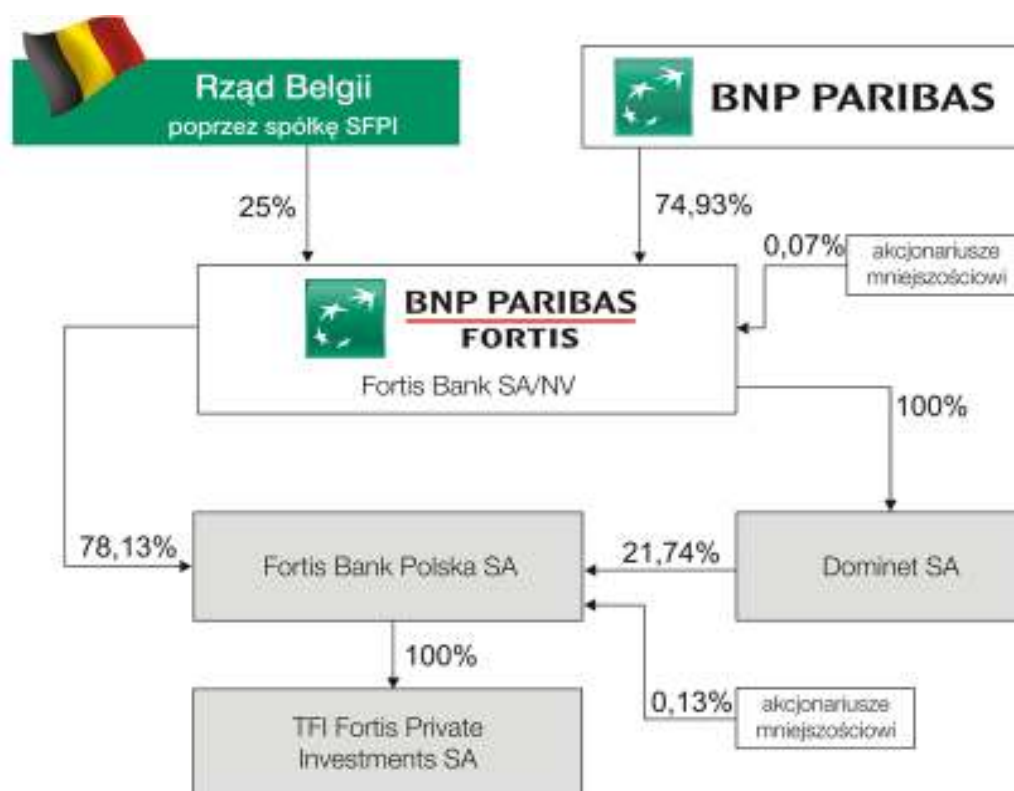 Rząd Belgii
poprzez spółkę SFPI
BNP PARIBAS
25%
74,93%
0,07%
akcjonariusze
mniejszościowi
BNP PARIBAS
FORTIS
Fortis Bank SA/NV
100%
78,13%
Fortis Bank Polska SA
21,74%
Dominet SA
100%
0,13%
akcjonariusze
mniejszościowi
TFI Fortis Private
Investments SA